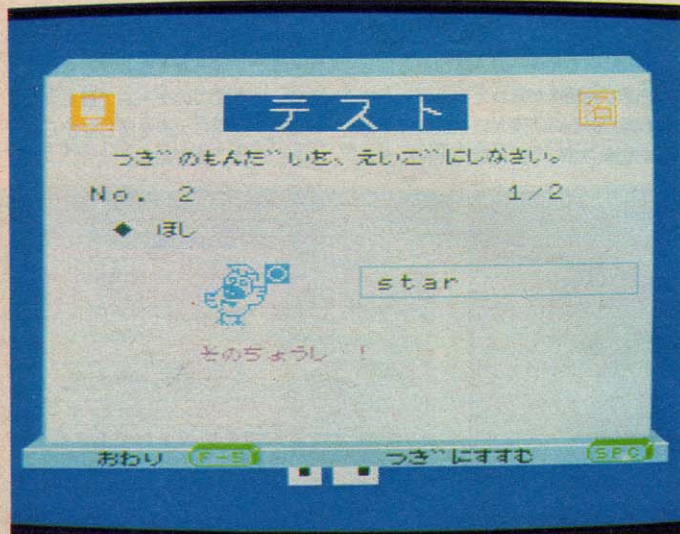 テスト
つぎのもんだいを、えいごにしなさい。
No. 2 1/2
◆ ほし
star
そのちょうし !
おわり F-5 つぎにすすむ SPC